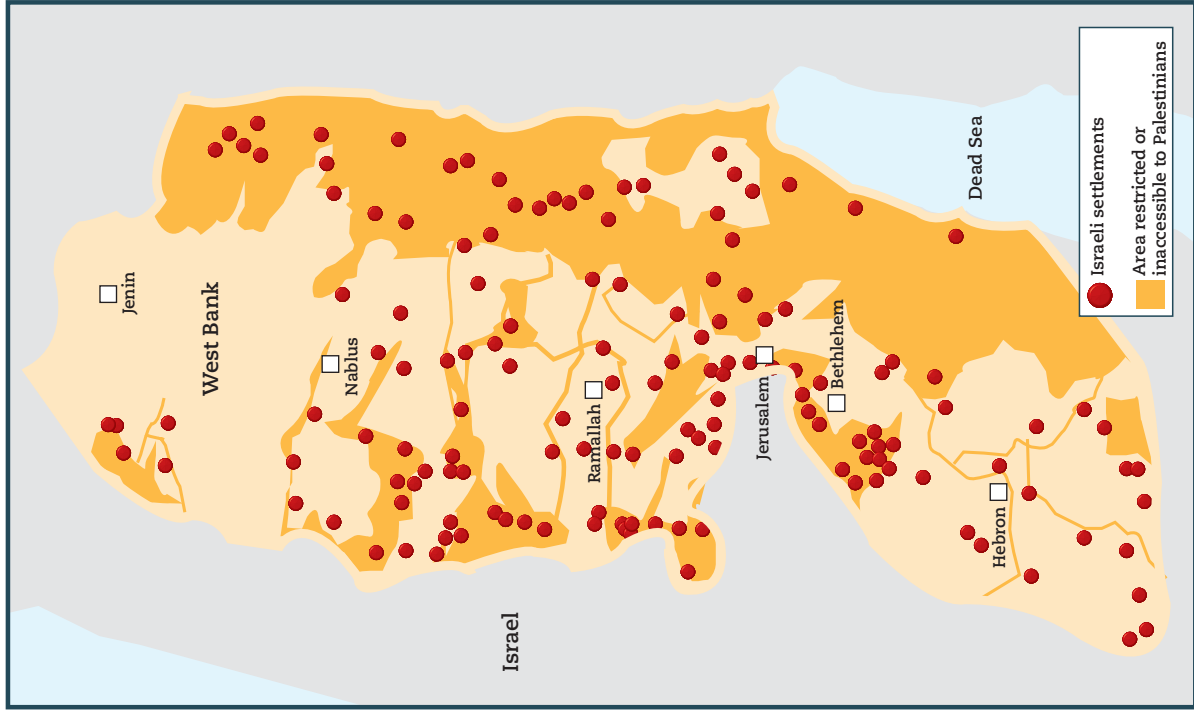 Jenin
West Bank
Nablus
Israel
Ramallah
Jerusalem
Bethlehem
Dead Sea
Hebron
Israeli settlements
Area restricted or
inaccessible to Palestinians